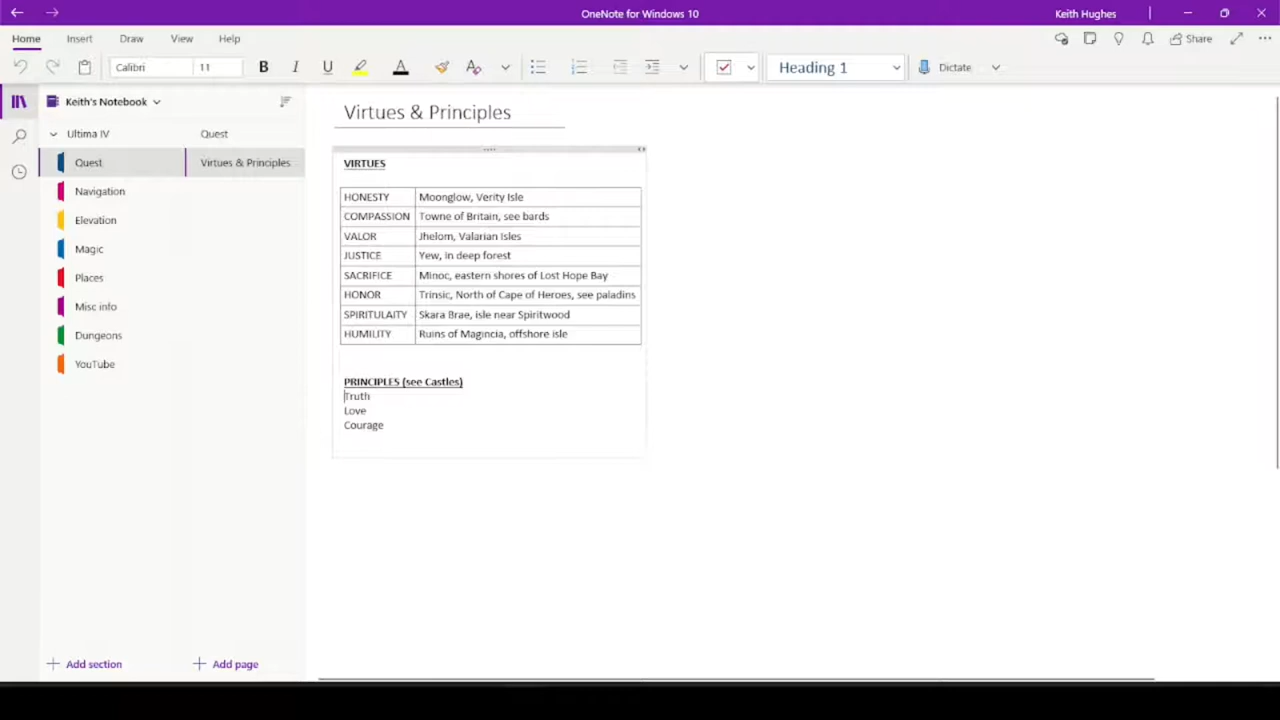 OneNote for Windows 10
Keith Hughes
Home Insert Draw View Help
Share
Calibri 11 B I U A A Heading 1 Dictate
Keith's Notebook
Ultima IV
Quest
Navigation
Elevation
Magic
Places
Misc info
Dungeons
YouTube
Add section
Quest
Virtues & Principles
Add page
Virtues & Principles
VIRTUES
HONESTY Moonglow, Verity Isle
COMPASSION Towne of Britain, see bards
VALOR Jhelom, Valarian Isles
JUSTICE Yew, in deep forest
SACRIFICE Minoc, eastern shores of Lost Hope Bay
HONOR Trinsic, North of Cape of Heroes, see paladins
SPIRITULAITY Skara Brae, isle near Spiritwood
HUMILITY Ruins of Magincia, offshore isle
PRINCIPLES (see Castles)
Truth
Love
Courage